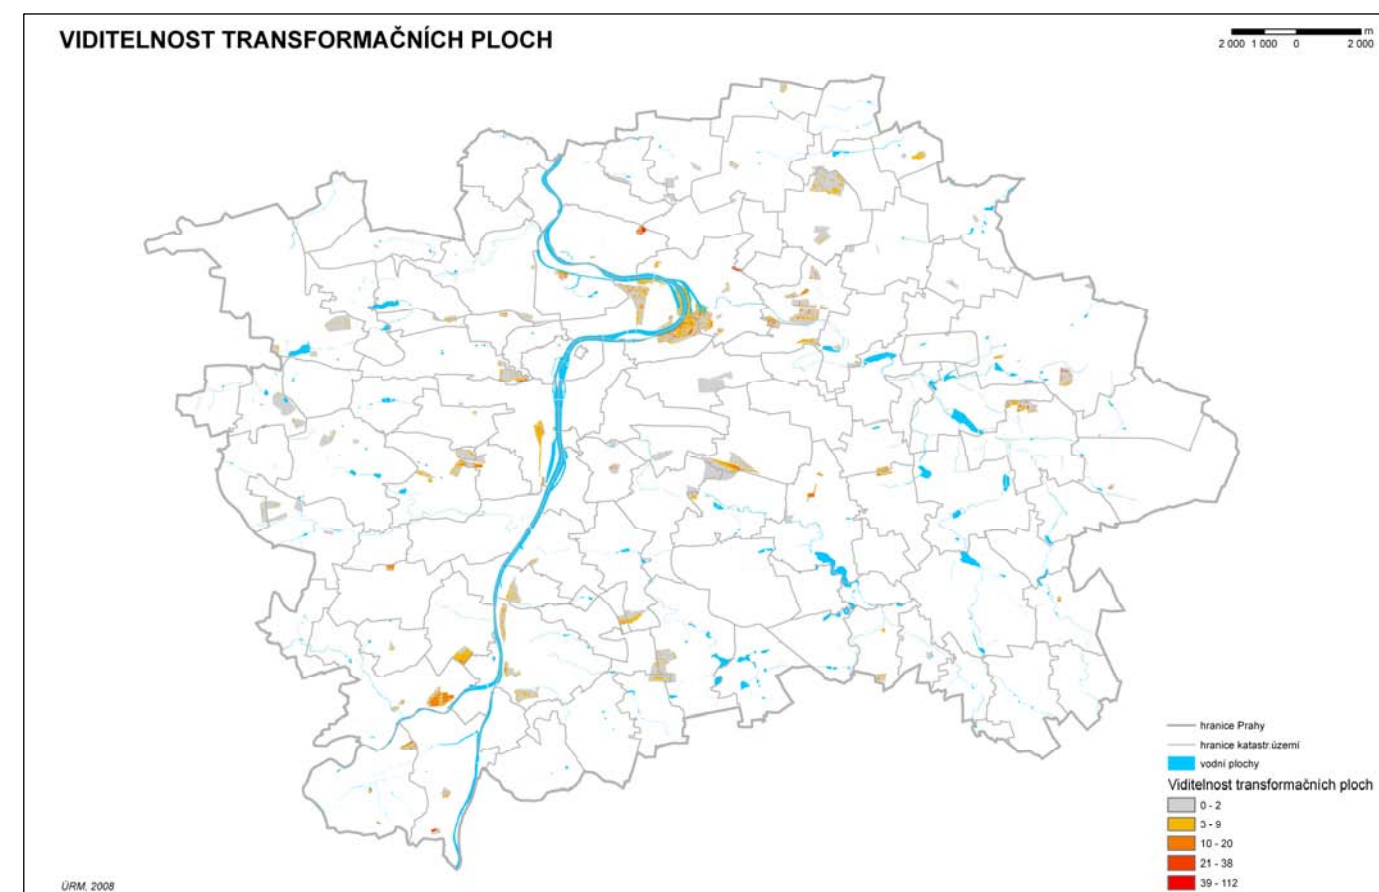 VIDITELNOST TRANSFORMAČNÍCH PLOCH
m
2 000 1 000 0 2 000
hranice Prahy
hranice katastr.území
vodní plochy
Viditelnost transformačních ploch
0 - 2
3 - 9
10 - 20
21 - 38
39 - 112
ÚRM, 2008